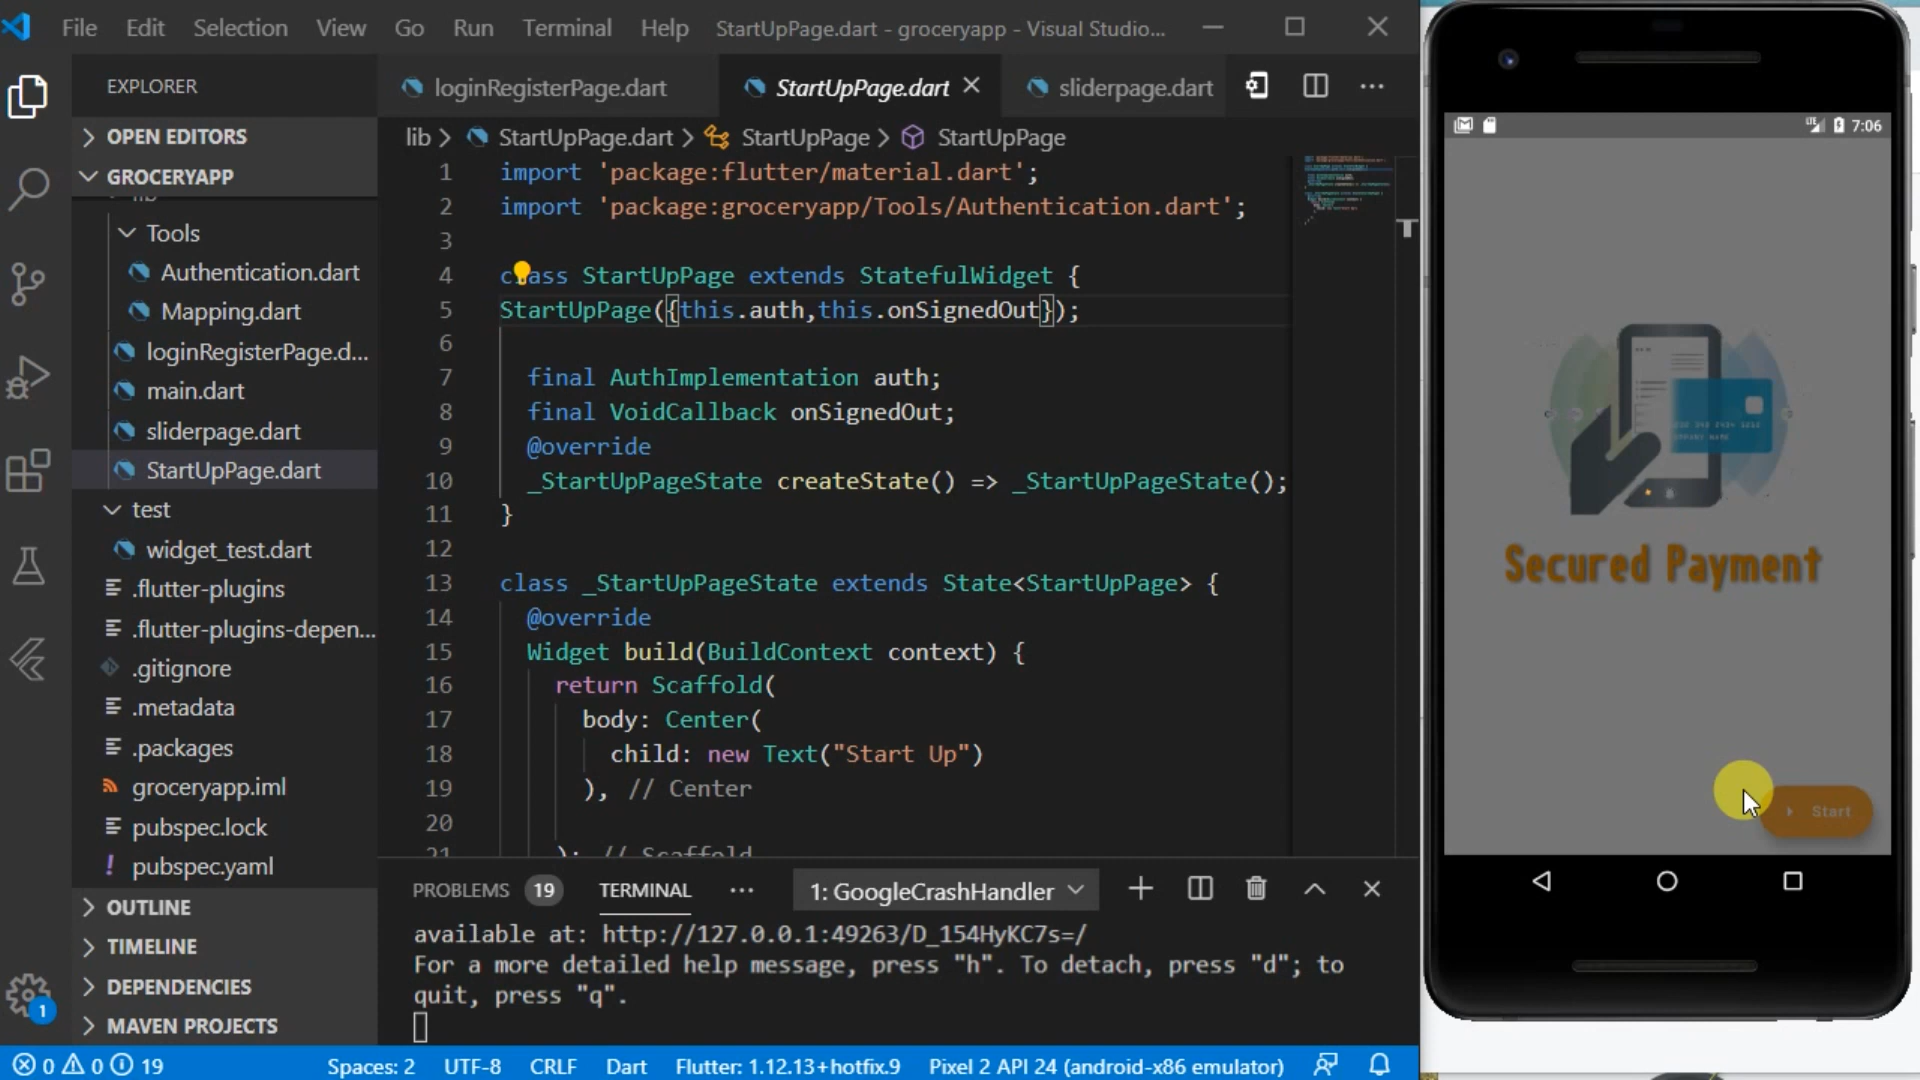 File Edit Selection View Go Run Terminal Help StartUpPage.dart - groceryapp - Visual Studio...
EXPLORER
OPEN EDITORS
GROCERYAPP
lib
Tools
Authentication.dart
Mapping.dart
loginRegisterPage.d...
main.dart
sliderpage.dart
StartUpPage.dart
test
widget_test.dart
.flutter-plugins
.flutter-plugins-depen...
.gitignore
.metadata
.packages
groceryapp.iml
pubspec.lock
pubspec.yaml
OUTLINE
TIMELINE
DEPENDENCIES
MAVEN PROJECTS
1
loginRegisterPage.dart StartUpPage.dart sliderpage.dart
lib > StartUpPage.dart > StartUpPage > StartUpPage
1 import 'package:flutter/material.dart';
2 import 'package:groceryapp/Tools/Authentication.dart';
3
4 class StartUpPage extends StatefulWidget {
5 StartUpPage({this.auth,this.onSignedOut});
6
7 final AuthImplementation auth;
8 final VoidCallback onSignedOut;
9 @override
10 _StartUpPageState createState() => _StartUpPageState();
11 }
12
13 class _StartUpPageState extends State<StartUpPage> {
14 @override
15 Widget build(BuildContext context) {
16 return Scaffold(
17 body: Center(
18 child: new Text("Start Up")
19 ), // Center
20
21 ); // Scaffold
PROBLEMS 19 TERMINAL ... 1: GoogleCrashHandler
available at: http://127.0.0.1:49263/D_154HyKC7s=/
For a more detailed help message, press "h". To detach, press "d"; to
quit, press "q".
0 0 19 Spaces: 2 UTF-8 CRLF Dart Flutter: 1.12.13+hotfix.9 Pixel 2 API 24 (android-x86 emulator)
LTE 7:06
Secured Payment
Start